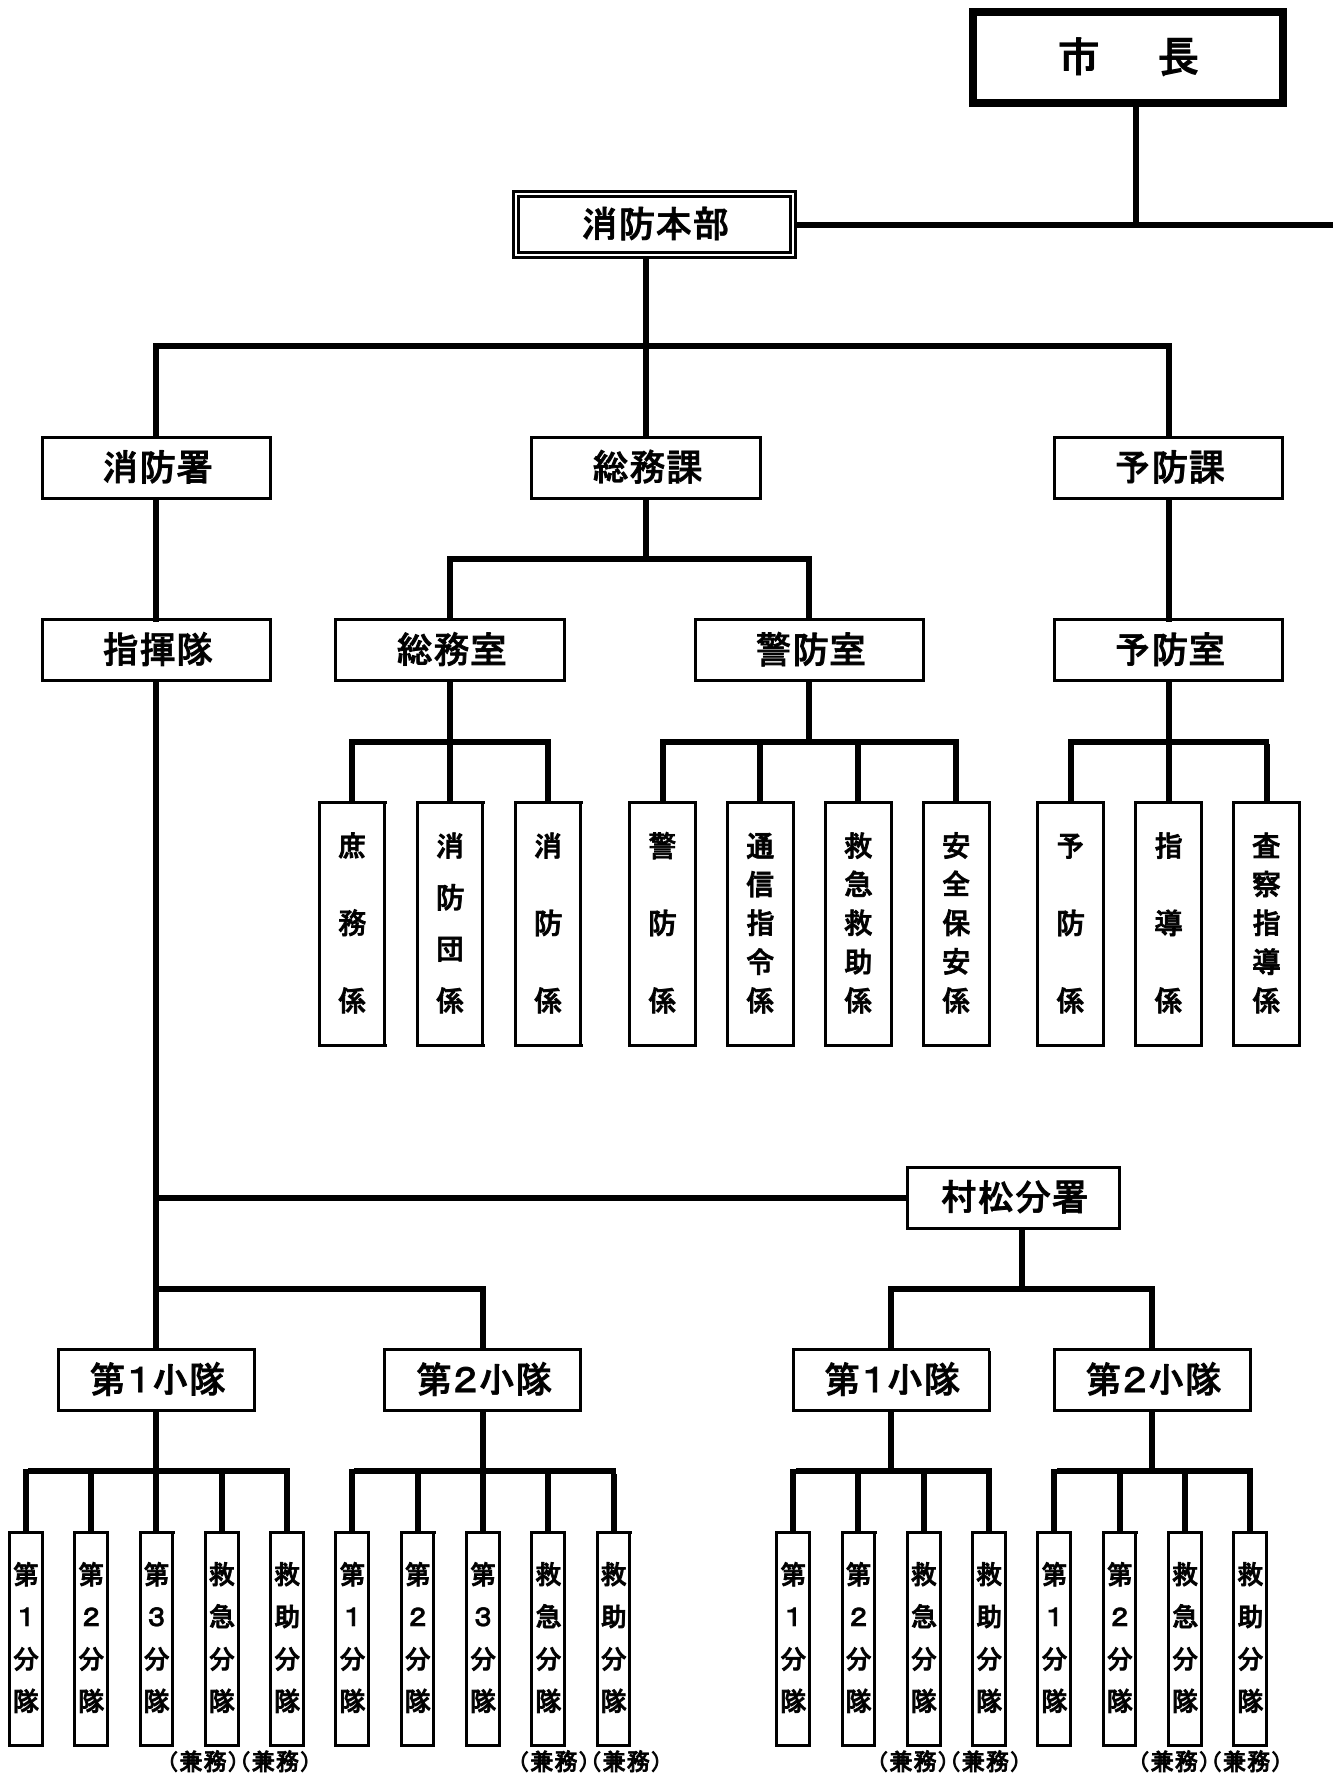 市　長
消防本部
消防署
総務課
予防課
指揮隊
総務室
警防室
予防室
庶務係
消防団係
消防係
警防係
通信指令係
救急救助係
安全保安係
予防係
指導係
査察指導係
村松分署
第１小隊
第２小隊
第１小隊
第２小隊
第１分隊
第２分隊
第３分隊
救急分隊
救助分隊
第１分隊
第２分隊
第３分隊
救急分隊
救助分隊
第１分隊
第２分隊
救急分隊
救助分隊
第１分隊
第２分隊
救急分隊
救助分隊
（兼務）（兼務）
（兼務）（兼務）
（兼務）（兼務）
（兼務）（兼務）